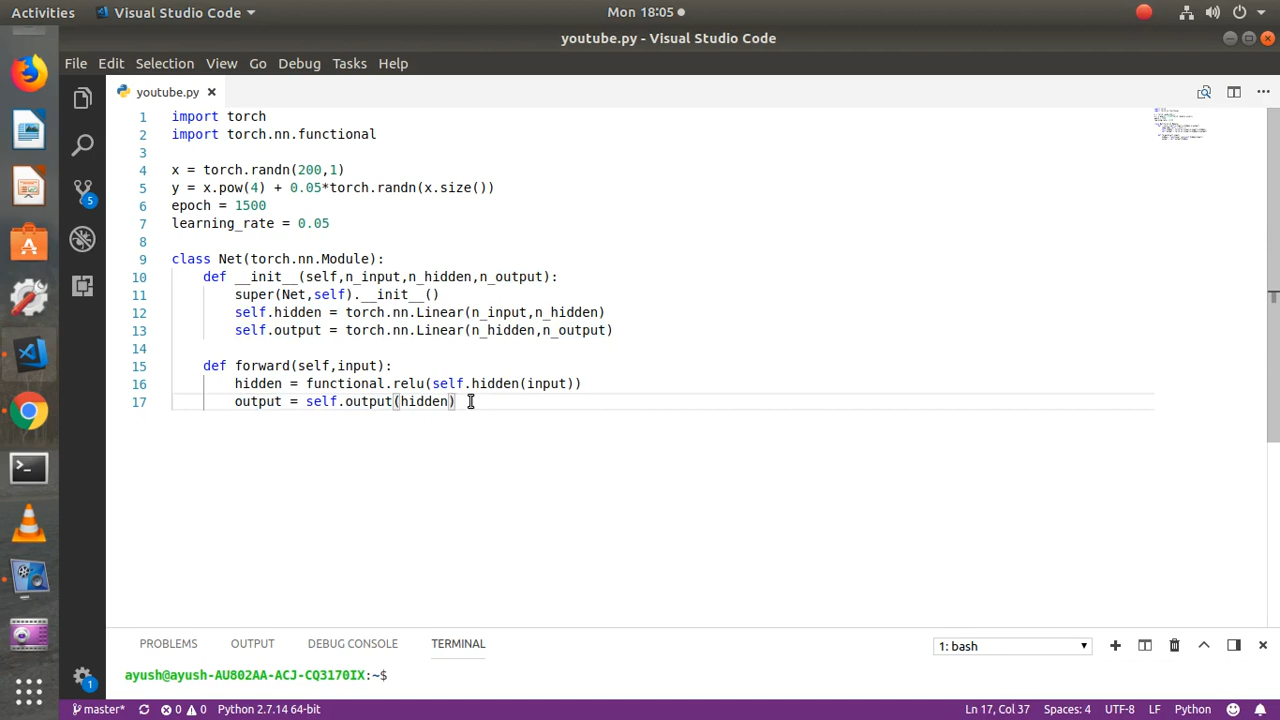 Activities Visual Studio Code Mon 18:05
youtube.py - Visual Studio Code
File Edit Selection View Go Debug Tasks Help
youtube.py
1 import torch
2 import torch.nn.functional
3
4 x = torch.randn(200,1)
5 y = x.pow(4) + 0.05*torch.randn(x.size())
6 epoch = 1500
7 learning_rate = 0.05
8
9 class Net(torch.nn.Module):
10 def __init__(self,n_input,n_hidden,n_output):
11 super(Net,self).__init__()
12 self.hidden = torch.nn.Linear(n_input,n_hidden)
13 self.output = torch.nn.Linear(n_hidden,n_output)
14
15 def forward(self,input):
16 hidden = functional.relu(self.hidden(input))
17 output = self.output(hidden)
5
PROBLEMS OUTPUT DEBUG CONSOLE TERMINAL 1: bash
ayush@ayush-AU802AA-ACJ-CQ3170IX:~$
1
master* 0 0 Python 2.7.14 64-bit Ln 17, Col 37 Spaces: 4 UTF-8 LF Python